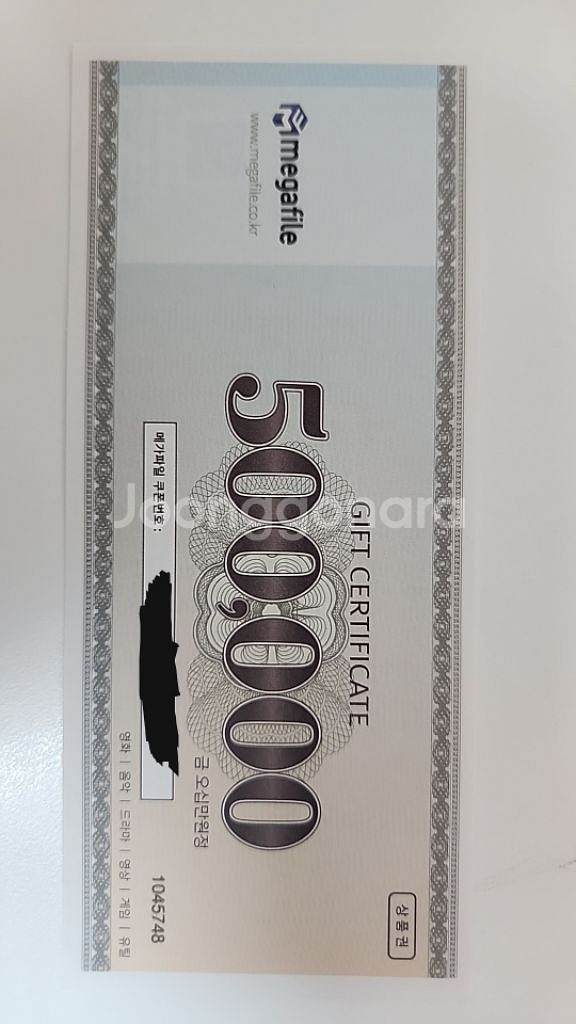 megafile
www.megafile.co.kr
상품권
GIFT CERTIFICATE
500,000
금 오십만원정
메가파일 쿠폰번호 :
1045748
영화 | 음악 | 드라마 | 영상 | 게임 | 유틸
Joonggonara